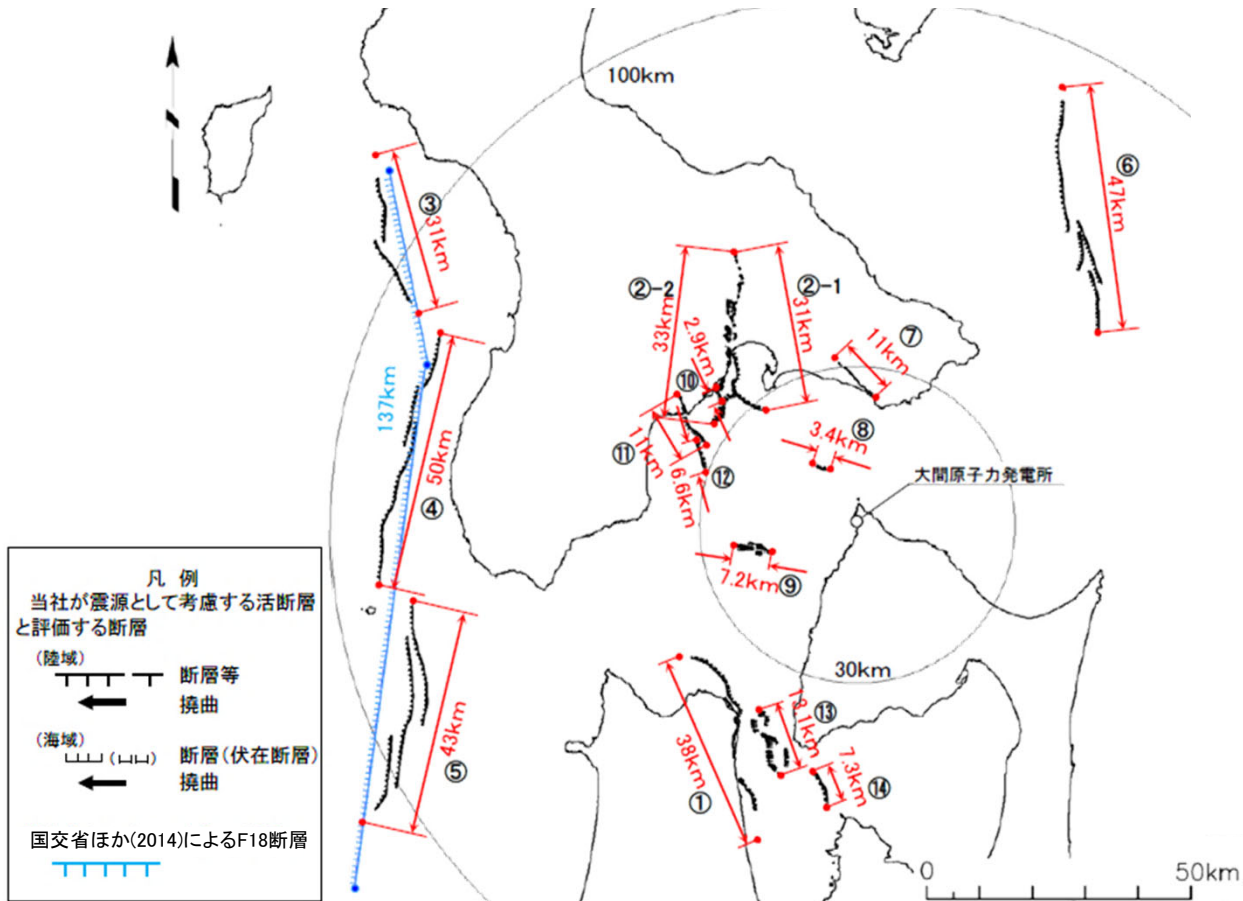 100km
③
31km
⑥
47km
②-2
②-1
33km
31km
2.9km
⑦
11km
⑩
137km
50km
④
⑪
11km
6.6km
⑫
⑧
3.4km
大間原子力発電所
7.2km
⑨
30km
43km
⑤
38km
①
13.1km
⑬
7.3km
⑭
凡 例
当社が震源として考慮する活断層
と評価する断層
(陸域)
断層等
撓曲
(海域)
断層(伏在断層)
撓曲
国交省ほか(2014)によるF18断層
0
50km